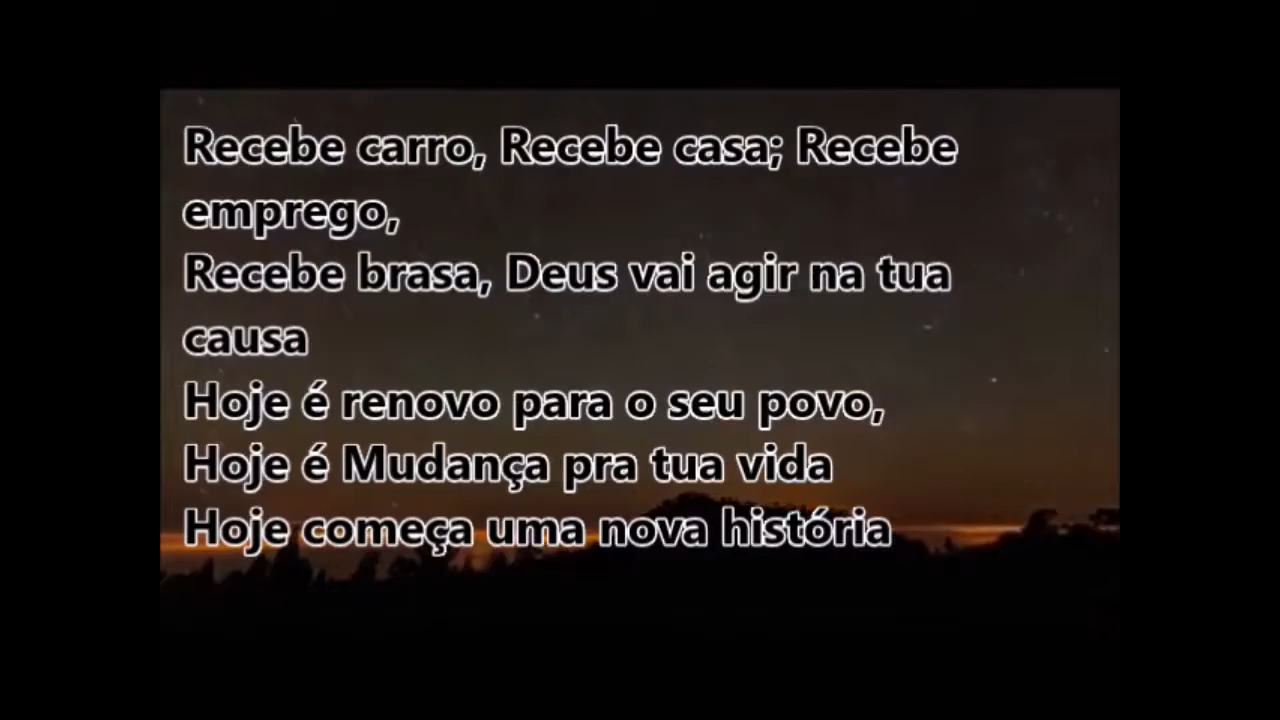 Recebe carro, Recebe casa; Recebe
emprego,
Recebe brasa, Deus vai agir na tua
causa
Hoje é renovo para o seu povo,
Hoje é Mudança pra tua vida
Hoje começa uma nova história